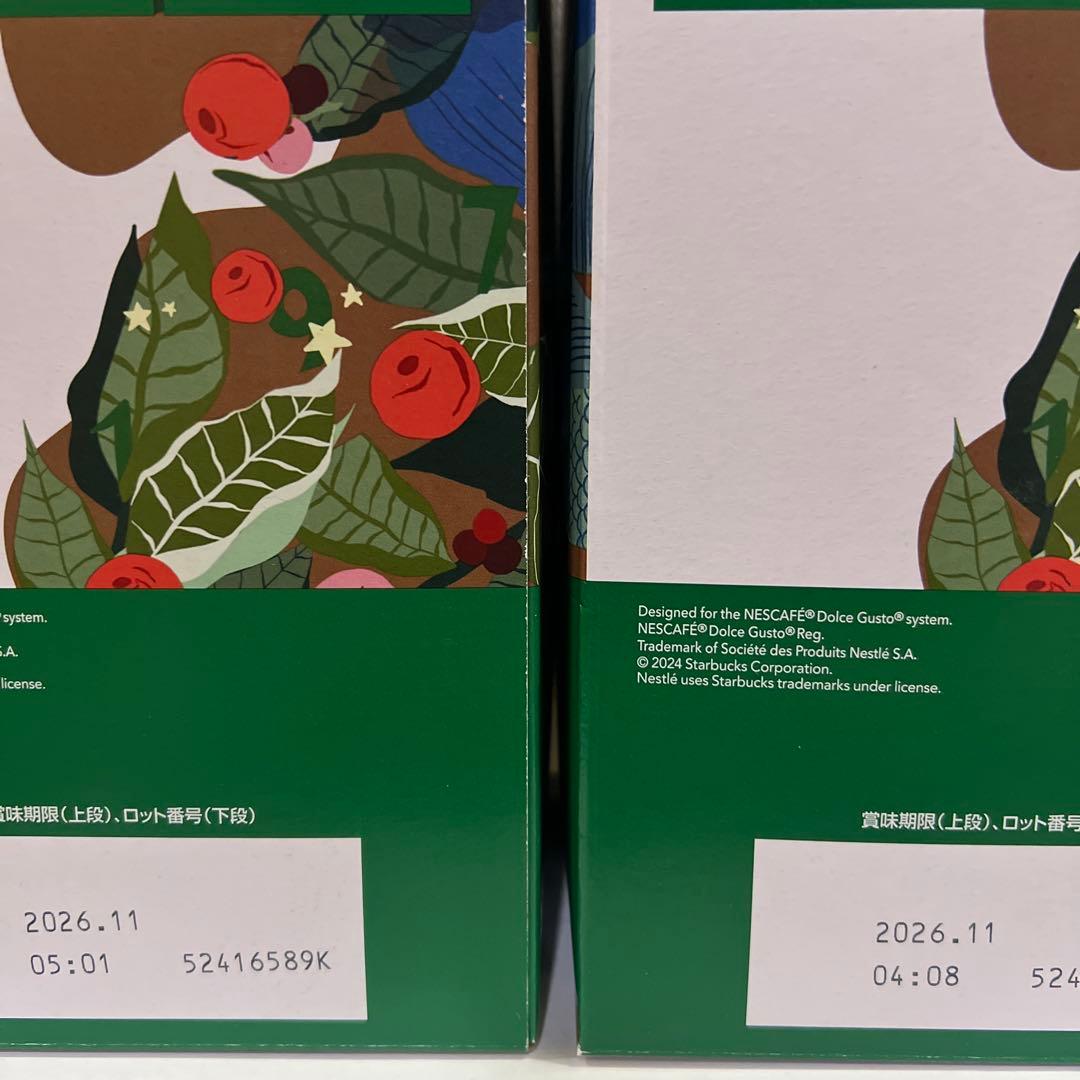 ®system.
S.A.
license.
賞味期限(上段)、ロット番号(下段)
2026.11
05:01 52416589K
Designed for the NESCAFÉ® Dolce Gusto® system.
NESCAFÉ® Dolce Gusto® Reg.
Trademark of Société des Produits Nestlé S.A.
© 2024 Starbucks Corporation.
Nestlé uses Starbucks trademarks under license.
賞味期限(上段)、ロット番号
2026.11
04:08 524